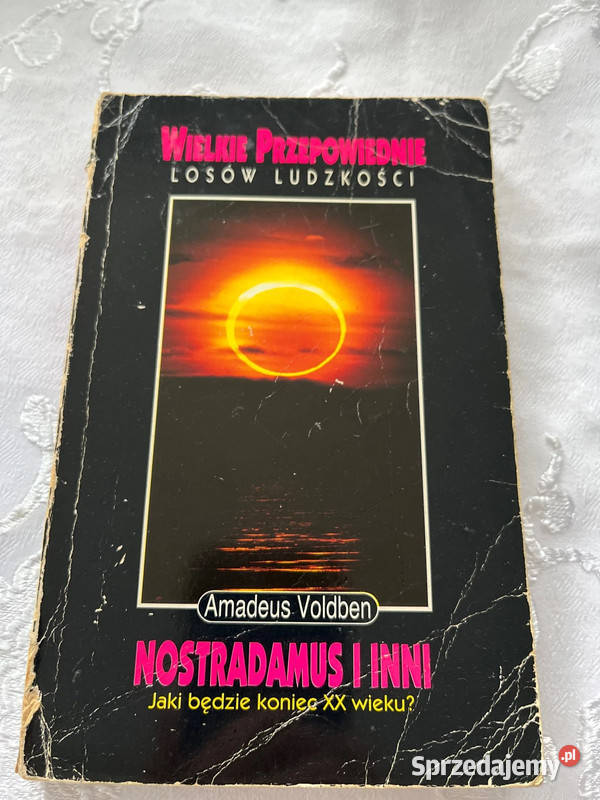 WIELKIE PRZEPOWIEDNIE
LOSÓW LUDZKOŚCI
Amadeus Voldben
NOSTRADAMUS I INNI
Jaki będzie koniec XX wieku?
Sprzedajemy.pl